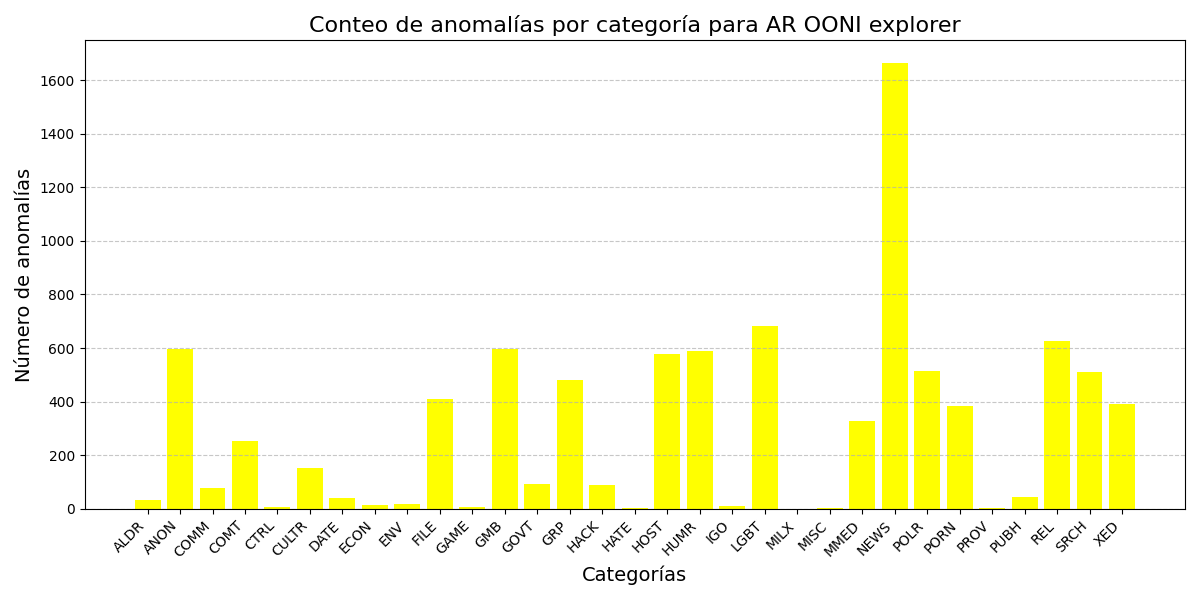 Conteo de anomalías por categoría para AR OONI explorer
Número de anomalías
1600
1400
1200
1000
800
600
400
200
0
ALDR
ANON
COMM
COMT
CTRL
CULTR
DATE
ECON
ENV
FILE
GAME
GMB
GOVT
GRP
HACK
HATE
HOST
HUMR
IGO
LGBT
MILX
MISC
MMED
NEWS
POLR
PORN
PROV
PUBH
REL
SRCH
XED
Categorías